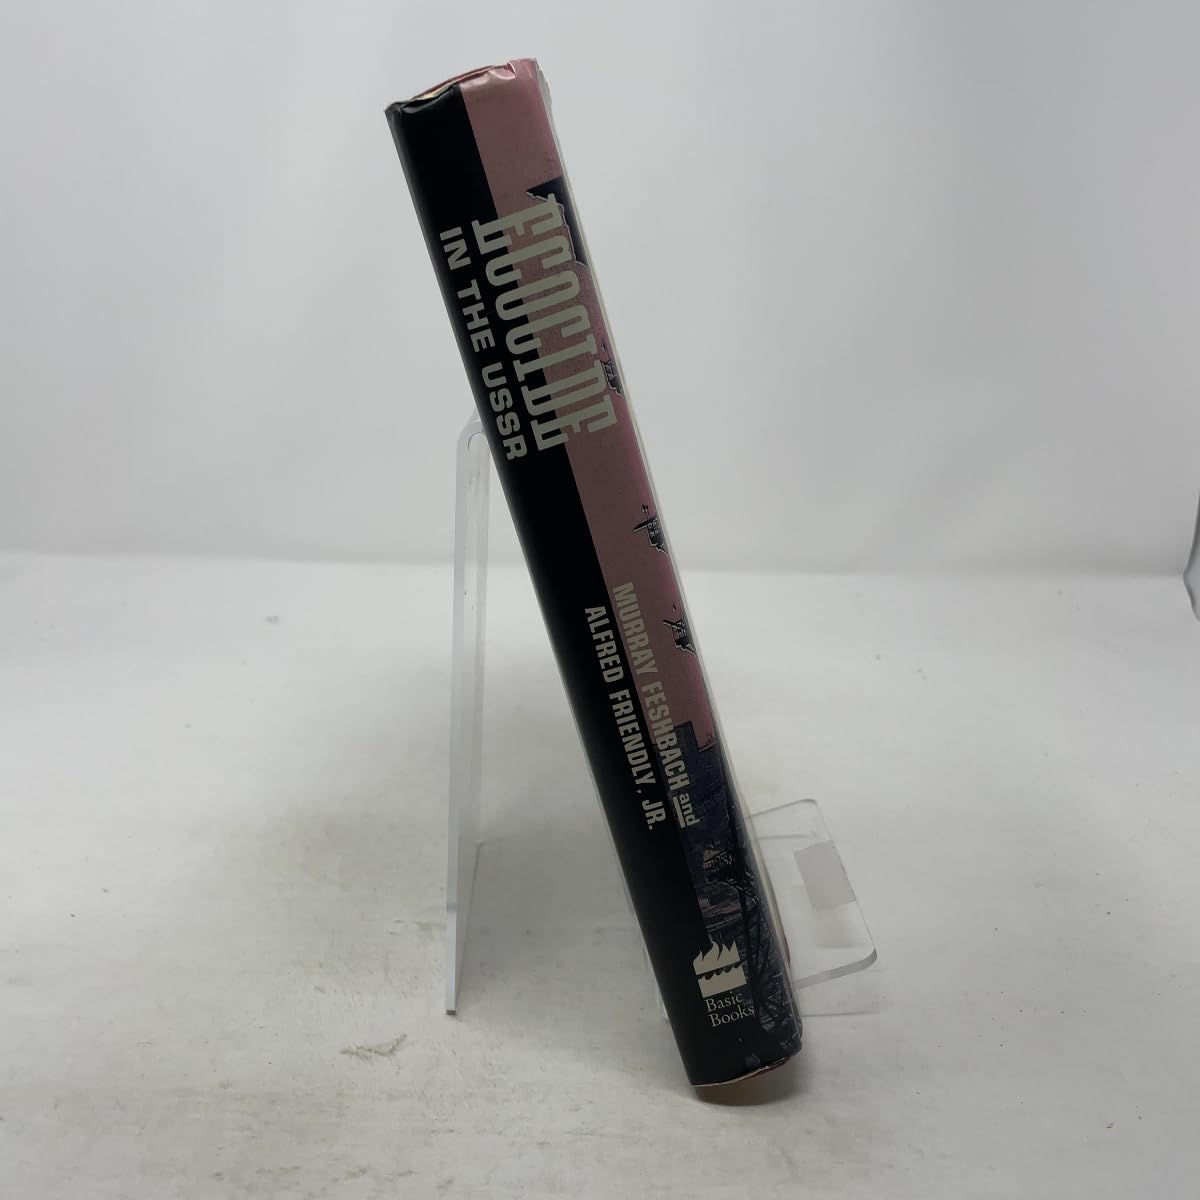 ECOCIDE
IN THE USSR
MURRAY FESHBACH and
ALFRED FRIENDLY, JR.
Basic
Books